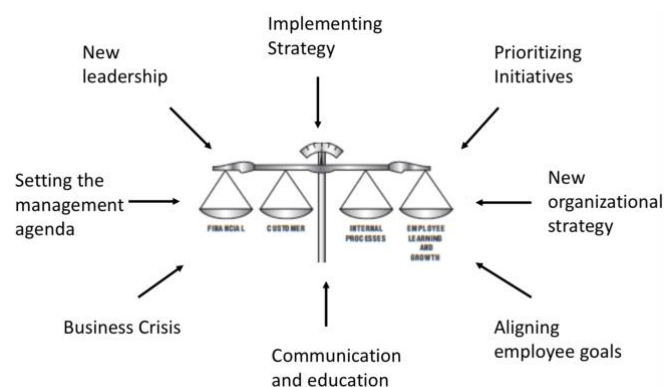 Implementing
Strategy
New
leadership
Prioritizing
Initiatives
Setting the
management
agenda
New
organizational
strategy
FINANCIAL
CUSTOMER
INTERNAL
PROCESSES
EMPLOYEE
LEARNING
AND
GROWTH
Business Crisis
Communication
and education
Aligning
employee goals